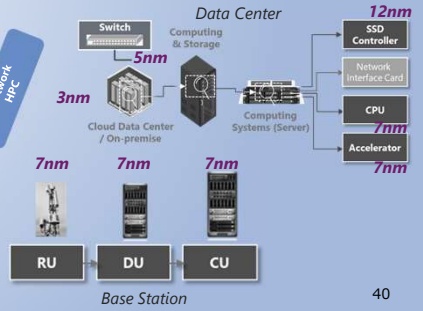 Data Center
12nm
Switch
Computing
& Storage
SSD
Controller
5nm
Network
Interface Card
HPC
3nm
Cloud Data Center
/ On-premise
Computing
Systems (Server)
CPU
7nm
Accelerator
7nm
7nm
7nm
7nm
RU
DU
CU
Base Station
40